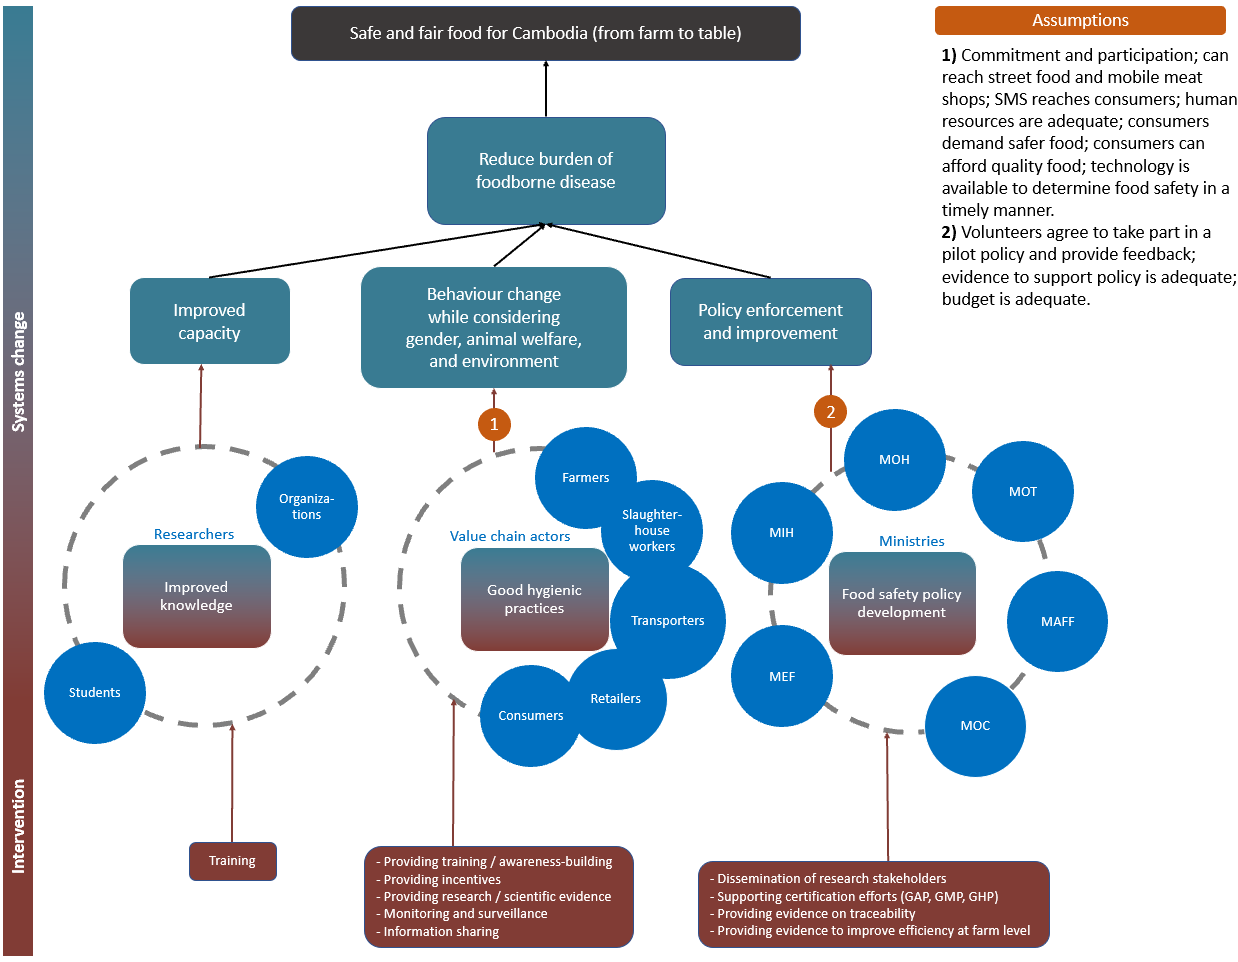 Safe and fair food for Cambodia (from farm to table)
Assumptions
1) Commitment and participation; can
reach street food and mobile meat
shops; SMS reaches consumers; human
resources are adequate; consumers
demand safer food; consumers can
afford quality food; technology is
available to determine food safety in a
timely manner.
2) Volunteers agree to take part in a
pilot policy and provide feedback;
evidence to support policy is adequate;
budget is adequate.
Reduce burden of
foodborne disease
Improved
capacity
Behaviour change
while considering
gender, animal welfare,
and environment
Policy enforcement
and improvement
Systems change
1
2
Organiza-
tions
Researchers
Improved
knowledge
Students
Farmers
Slaughter-
house
workers
Value chain actors
Good hygienic
practices
Transporters
Retailers
Consumers
MOH
MOT
MIH
Ministries
Food safety policy
development
MAFF
MEF
MOC
Intervention
Training
- Providing training / awareness-building
- Providing incentives
- Providing research / scientific evidence
- Monitoring and surveillance
- Information sharing
- Dissemination of research stakeholders
- Supporting certification efforts (GAP, GMP, GHP)
- Providing evidence on traceability
- Providing evidence to improve efficiency at farm level